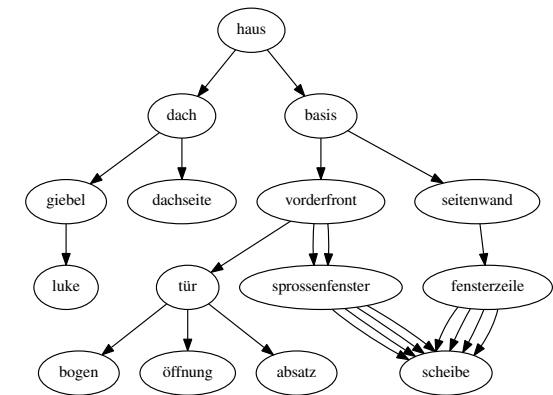 haus
dach basis
giebel dachseite vorderfront seitenwand
luke tür sprossenfenster fensterzeile
bogen öffnung absatz scheibe